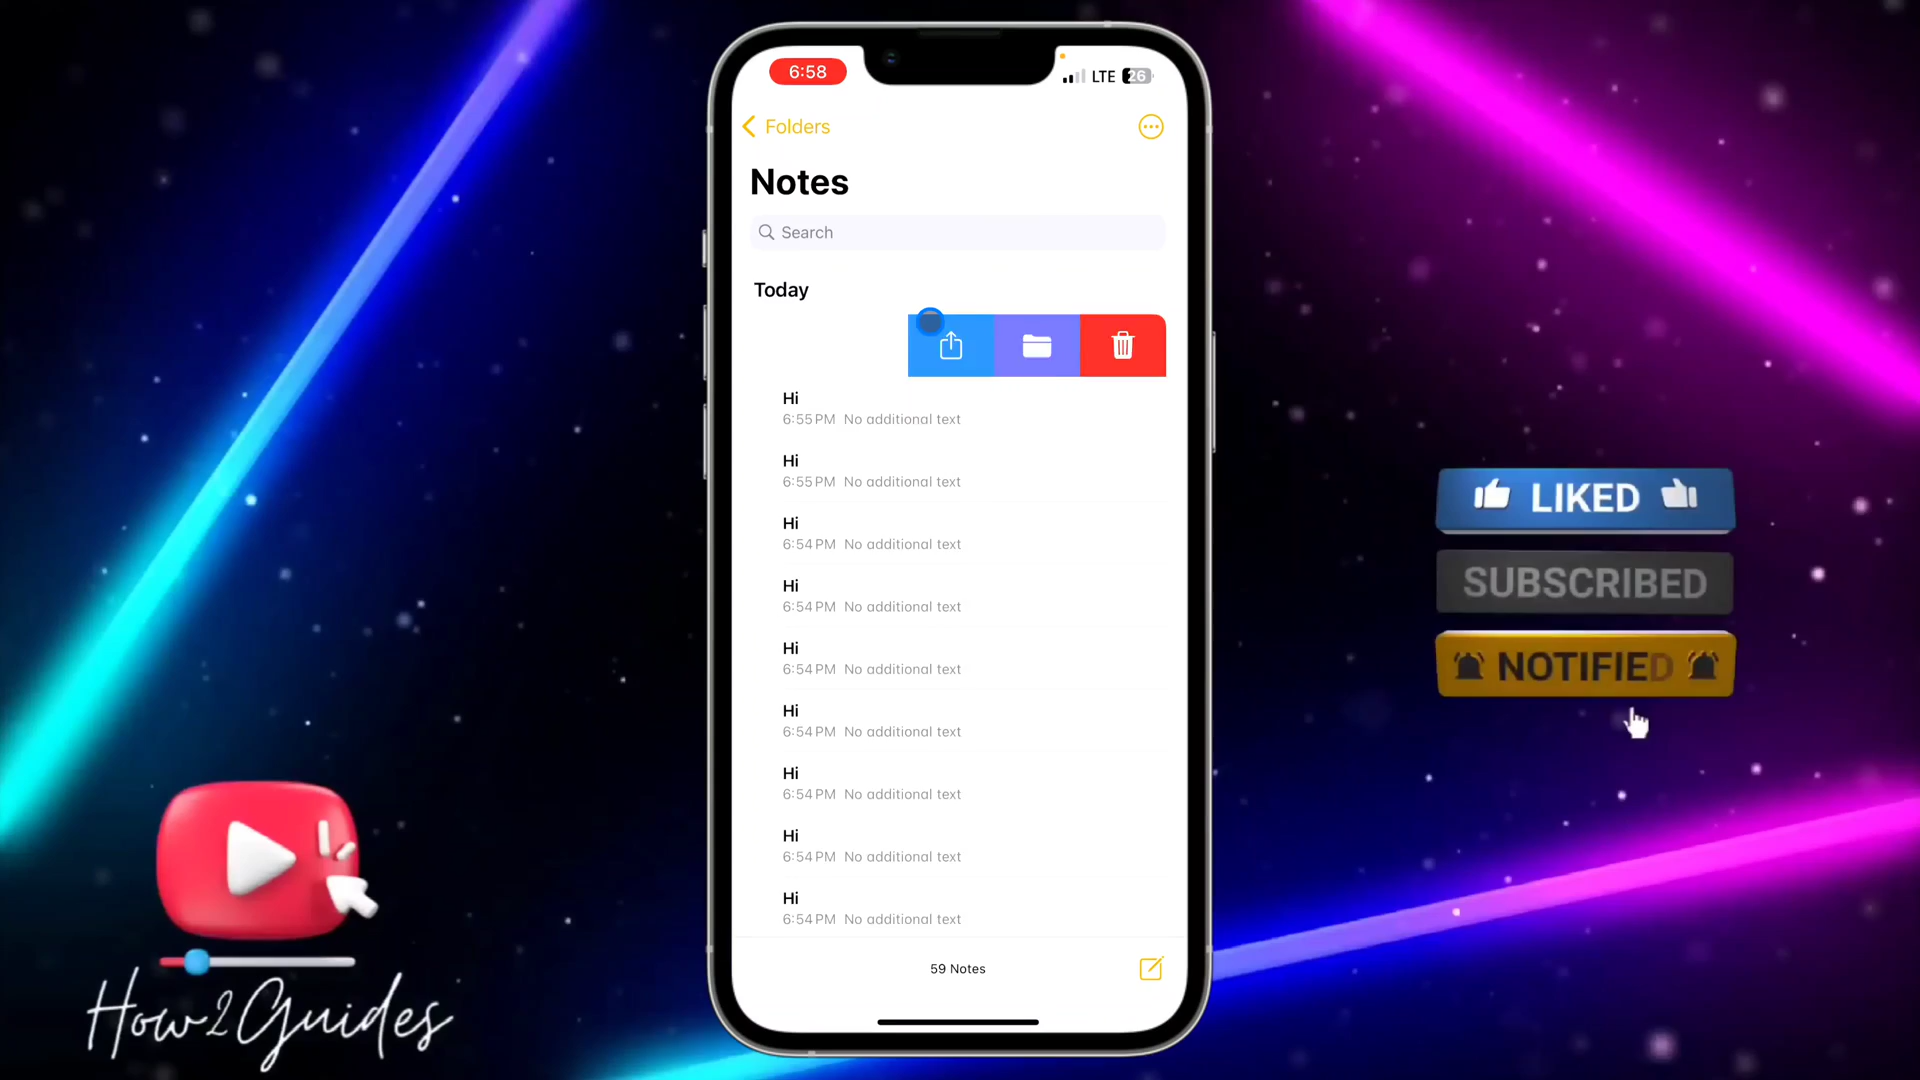 6:58
LTE 26
Folders
Notes
Search
Today
Hi
6:55 PM No additional text
Hi
6:55 PM No additional text
Hi
6:54 PM No additional text
Hi
6:54 PM No additional text
Hi
6:54 PM No additional text
Hi
6:54 PM No additional text
Hi
6:54 PM No additional text
Hi
6:54 PM No additional text
Hi
6:54 PM No additional text
59 Notes
LIKED
SUBSCRIBED
NOTIFIED
How2Guides